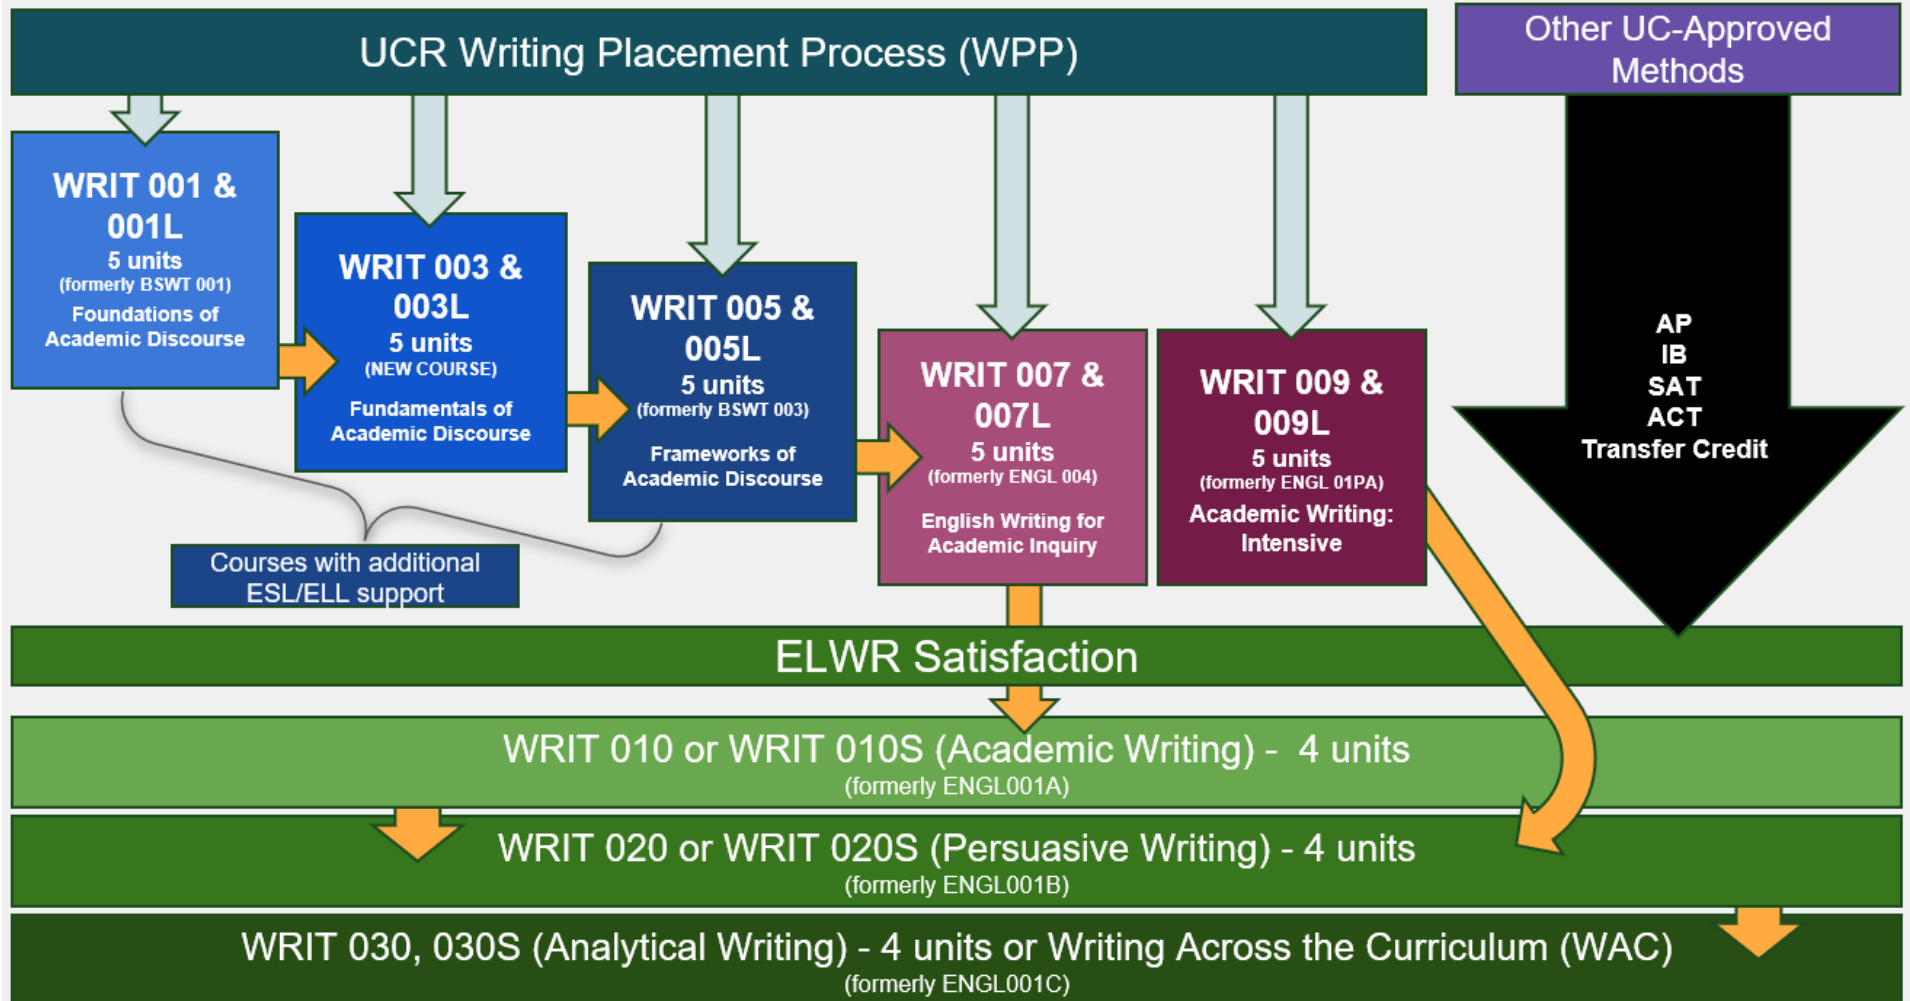 UCR Writing Placement Process (WPP)
Other UC-Approved
Methods
WRIT 001 &
001L
5 units
(formerly BSWT 001)
Foundations of
Academic Discourse
WRIT 003 &
003L
5 units
(NEW COURSE)
Fundamentals of
Academic Discourse
WRIT 005 &
005L
5 units
(formerly BSWT 003)
Frameworks of
Academic Discourse
WRIT 007 &
007L
5 units
(formerly ENGL 004)
English Writing for
Academic Inquiry
WRIT 009 &
009L
5 units
(formerly ENGL 01PA)
Academic Writing:
Intensive
AP
IB
SAT
ACT
Transfer Credit
Courses with additional
ESL/ELL support
ELWR Satisfaction
WRIT 010 or WRIT 010S (Academic Writing) - 4 units
(formerly ENGL001A)
WRIT 020 or WRIT 020S (Persuasive Writing) - 4 units
(formerly ENGL001B)
WRIT 030, 030S (Analytical Writing) - 4 units or Writing Across the Curriculum (WAC)
(formerly ENGL001C)